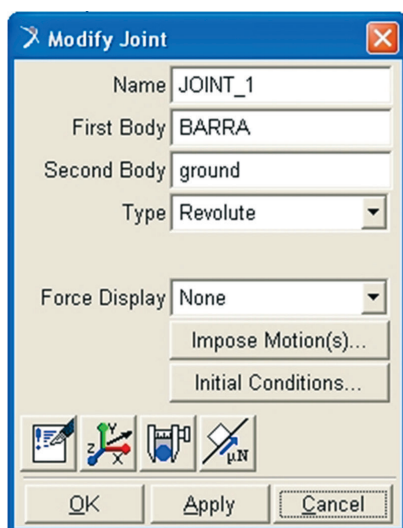 Modify Joint
Name JOINT_1
First Body BARRA
Second Body ground
Type Revolute
Force Display None
Impose Motion(s)...
Initial Conditions...
Y
Z X
µN
OK Apply Cancel